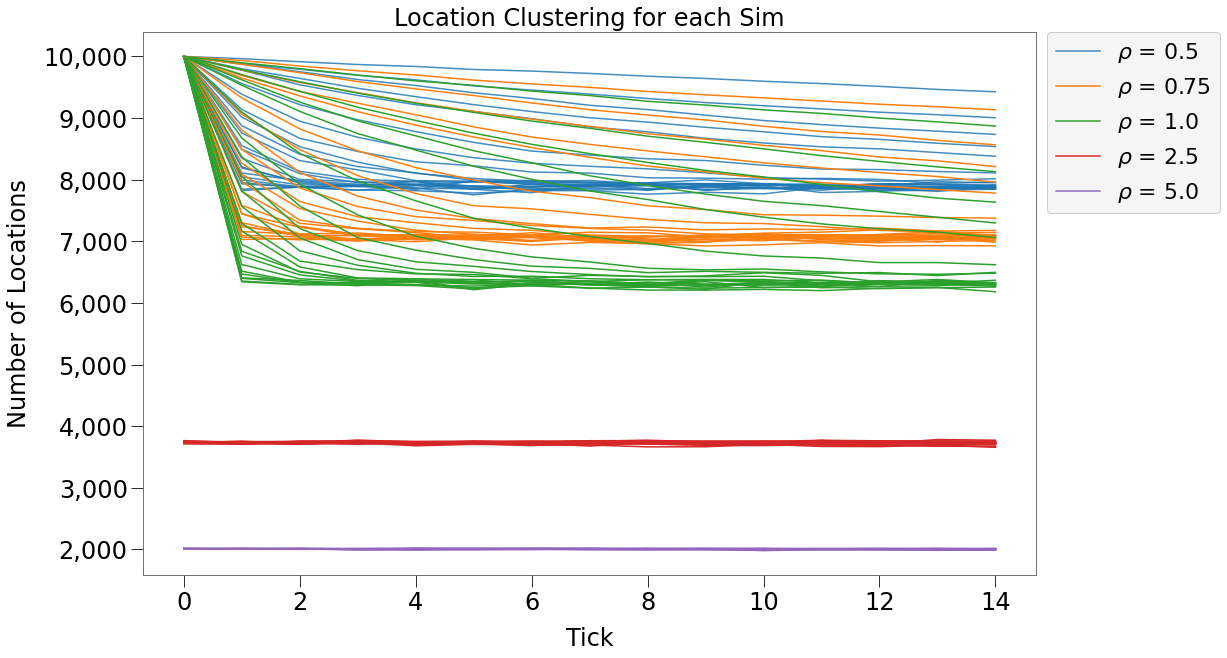 Location Clustering for each Sim
10,000
9,000
8,000
7,000
6,000
5,000
4,000
3,000
2,000
Number of Locations
0 2 4 6 8 10 12 14
Tick
ρ = 0.5
ρ = 0.75
ρ = 1.0
ρ = 2.5
ρ = 5.0